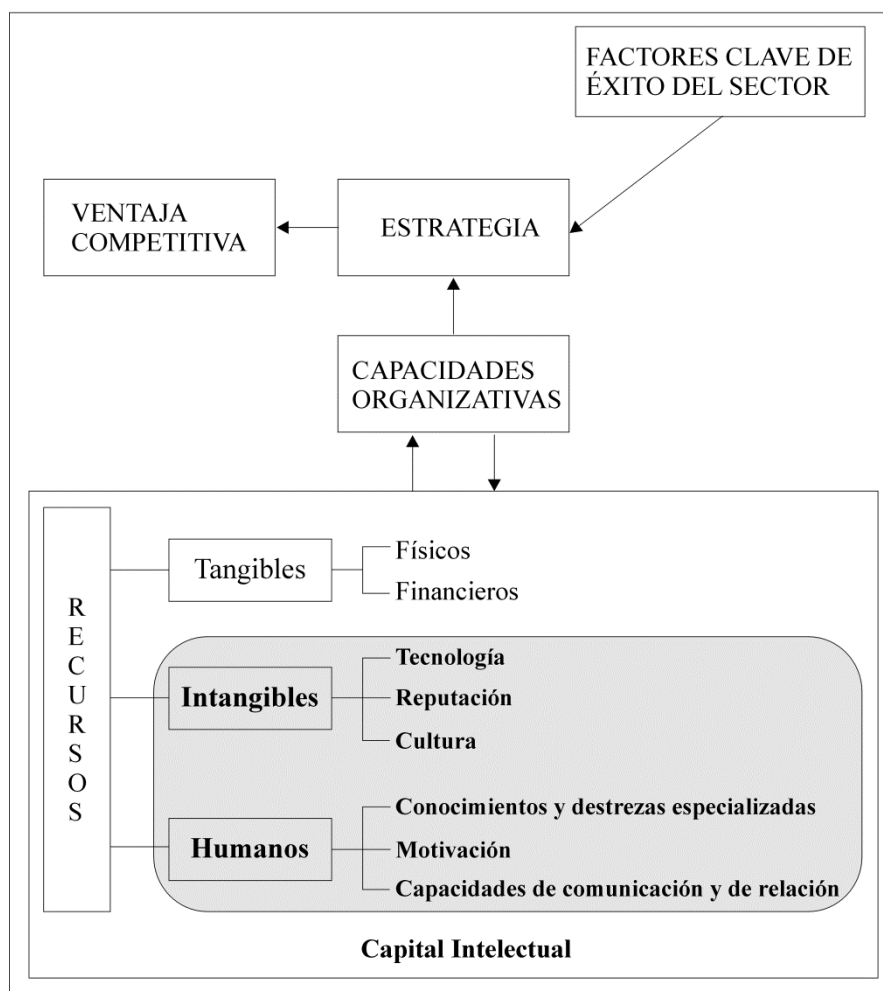 FACTORES CLAVE DE
ÉXITO DEL SECTOR
VENTAJA
COMPETITIVA
ESTRATEGIA
CAPACIDADES
ORGANIZATIVAS
RECURSOS
Tangibles
Físicos
Financieros
Intangibles
Tecnología
Reputación
Cultura
Humanos
Conocimientos y destrezas especializadas
Motivación
Capacidades de comunicación y de relación
Capital Intelectual